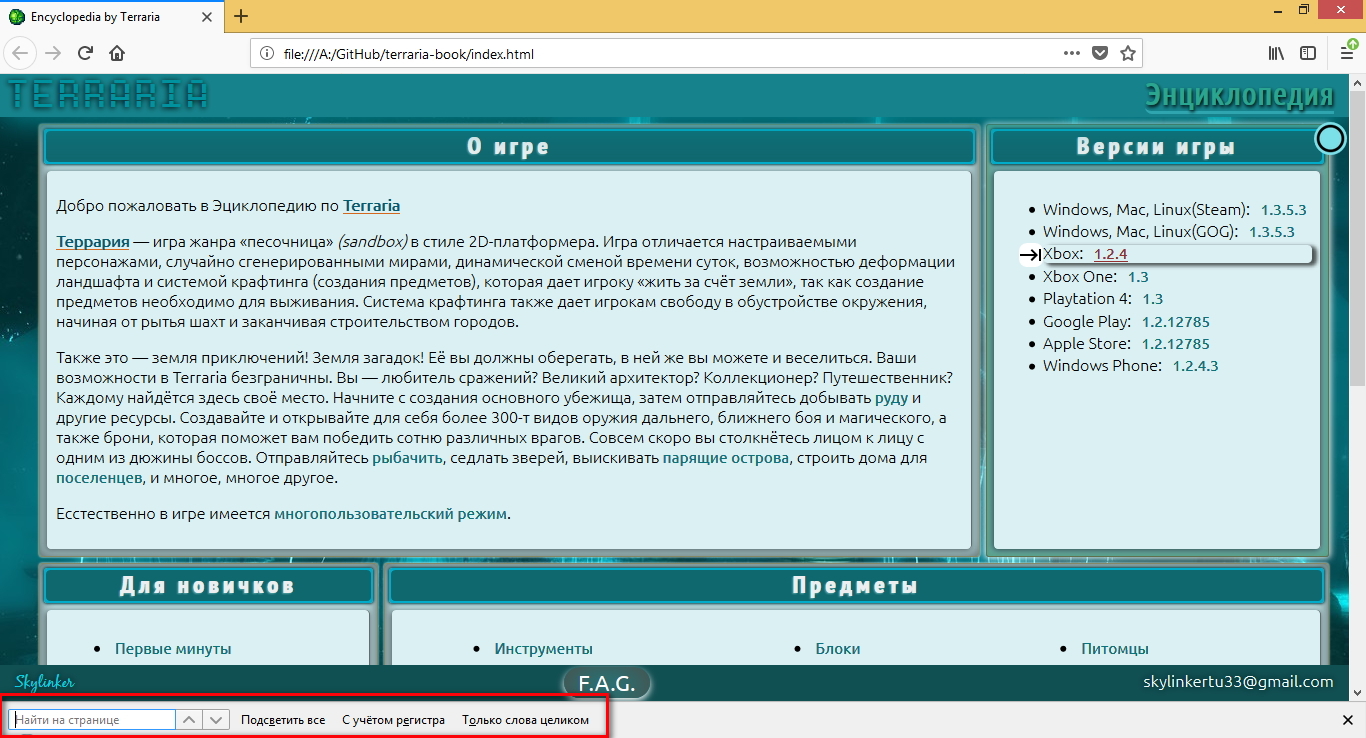 Encyclopedia by Terraria
file:///A:/GitHub/terraria-book/index.html
TERRARIA
Энциклопедия
О игре
Добро пожаловать в Эциклопедию по Terraria
Террария — игра жанра «песочница» (sandbox) в стиле 2D-платформера. Игра отличается настраиваемыми
персонажами, случайно сгенерированными мирами, динамической сменой времени суток, возможностью деформации
ландшафта и системой крафтинга (создания предметов), которая дает игроку «жить за счёт земли», так как создание
предметов необходимо для выживания. Система крафтинга также дает игрокам свободу в обустройстве окружения,
начиная от рытья шахт и заканчивая строительством городов.
Также это — земля приключений! Земля загадок! Её вы должны оберегать, в ней же вы можете и веселиться. Ваши
возможности в Terraria безграничны. Вы — любитель сражений? Великий архитектор? Коллекционер? Путешественник?
Каждому найдётся здесь своё место. Начните с создания основного убежища, затем отправляйтесь добывать руду и
другие ресурсы. Создавайте и открывайте для себя более 300-т видов оружия дальнего, ближнего боя и магического, а
также брони, которая поможет вам победить сотню различных врагов. Совсем скоро вы столкнётесь лицом к лицу с
одним из дюжины боссов. Отправляйтесь рыбачить, седлать зверей, выискивать парящие острова, строить дома для
поселенцев, и многое, многое другое.
Есстественно в игре имеется многопользовательский режим.
Версии игры
Windows, Mac, Linux(Steam): 1.3.5.3
Windows, Mac, Linux(GOG): 1.3.5.3
Xbox: 1.2.4
Xbox One: 1.3
Playtation 4: 1.3
Google Play: 1.2.12785
Apple Store: 1.2.12785
Windows Phone: 1.2.4.3
Для новичков
Первые минуты
Предметы
Инструменты
Блоки
Питомцы
Skylinker
F.A.G.
skylinkertu33@gmail.com
Найти на странице
Подсветить все
С учётом регистра
Только слова целиком